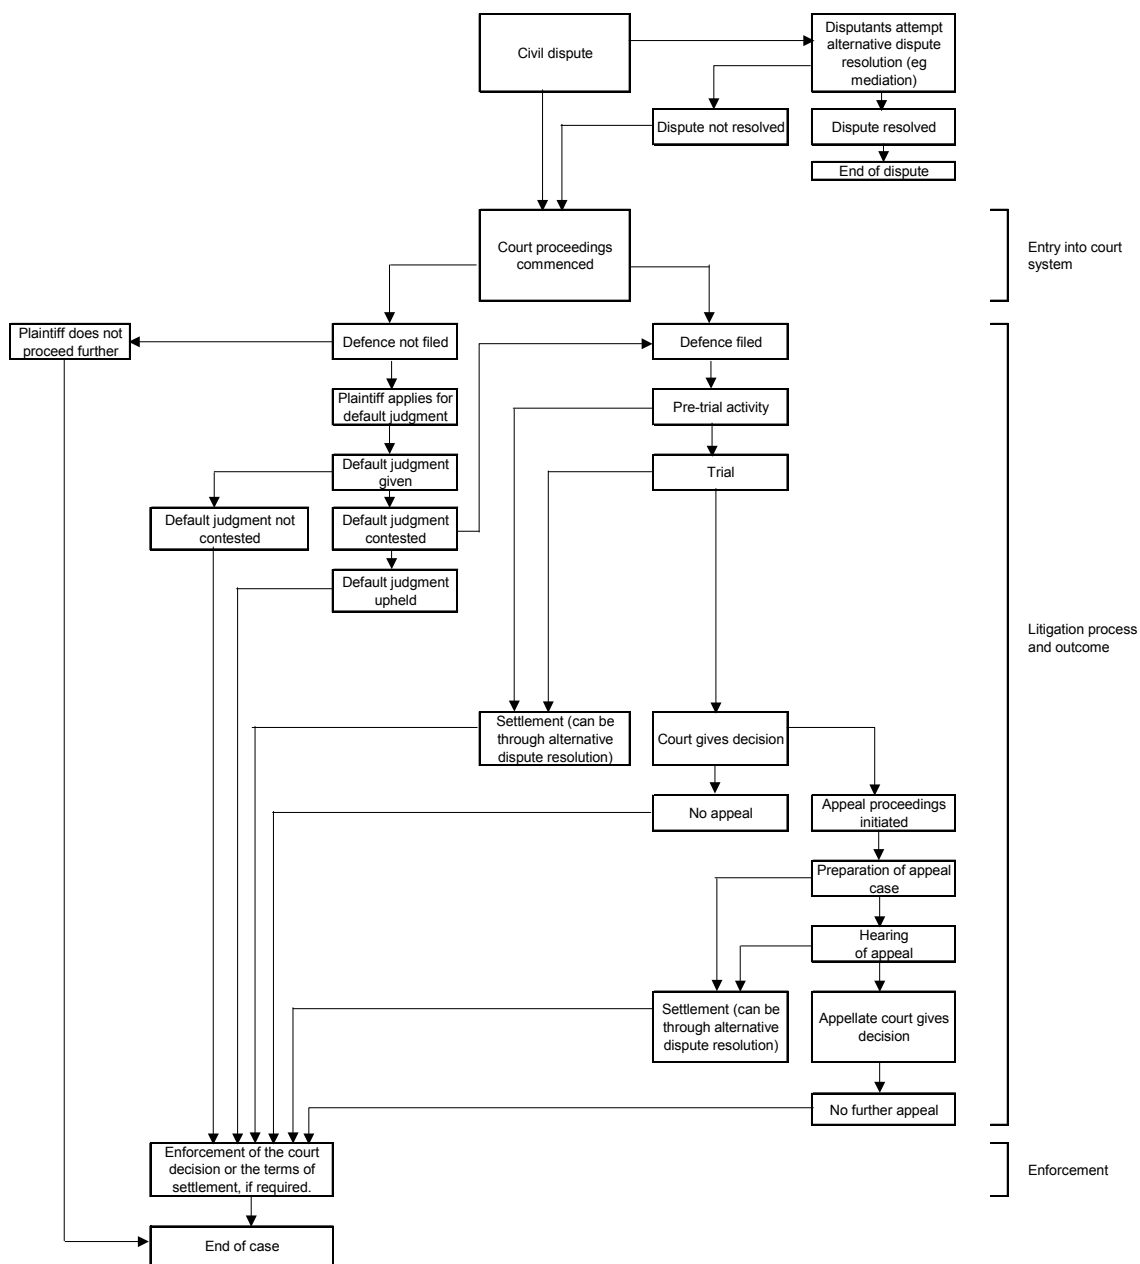 Civil dispute
Disputants attempt
alternative dispute
resolution (eg
mediation)
Dispute not resolved
Dispute resolved
End of dispute
Court proceedings
commenced
Entry into court
system
Plaintiff does not
proceed further
Defence not filed
Defence filed
Plaintiff applies for
default judgment
Pre-trial activity
Default judgment
given
Trial
Default judgment not
contested
Default judgment
contested
Default judgment
upheld
Litigation process
and outcome
Settlement (can be
through alternative
dispute resolution)
Court gives decision
No appeal
Appeal proceedings
initiated
Preparation of appeal
case
Hearing
of appeal
Settlement (can be
through alternative
dispute resolution)
Appellate court gives
decision
No further appeal
Enforcement of the court
decision or the terms of
settlement, if required.
Enforcement
End of case